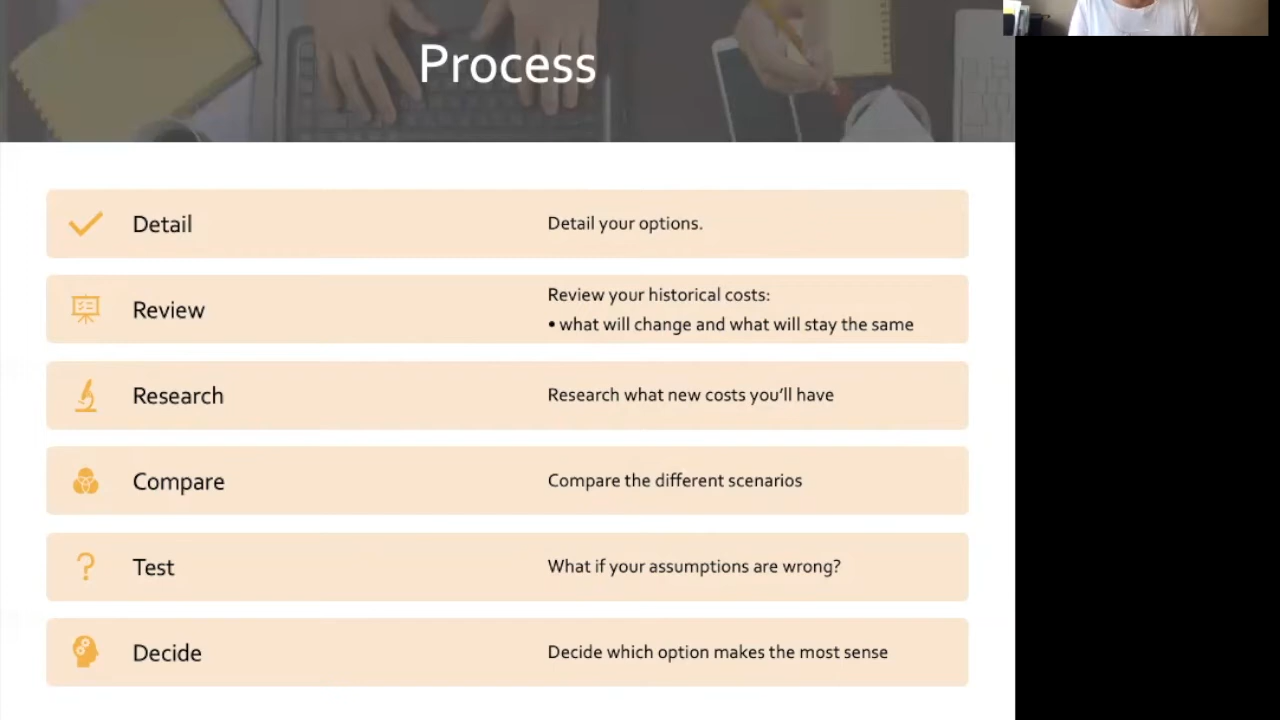 Process
Detail
Detail your options.
Review
Review your historical costs:
• what will change and what will stay the same
Research
Research what new costs you’ll have
Compare
Compare the different scenarios
Test
What if your assumptions are wrong?
Decide
Decide which option makes the most sense